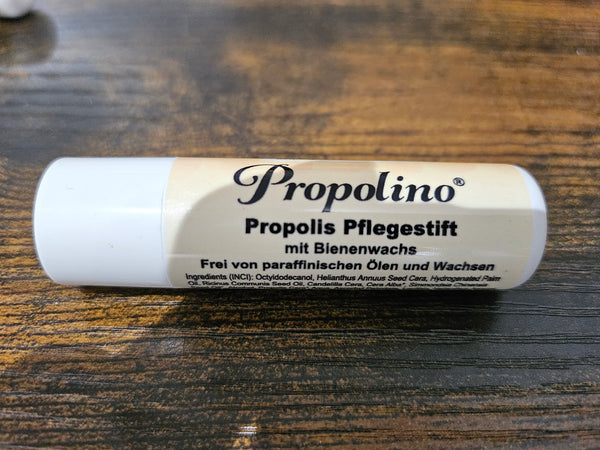 Propolino®
Propolis Pflegestift
mit Bienenwachs
Frei von paraffinischen Ölen und Wachsen
Ingredients (INCI): Octyldodecanol, Helianthus Annuus Seed Cera, Hydrogenated Palm
Oil, Ricinus Communis Seed Oil, Candelilla Cera, Cera Alba*, Simmondsia Chinensis